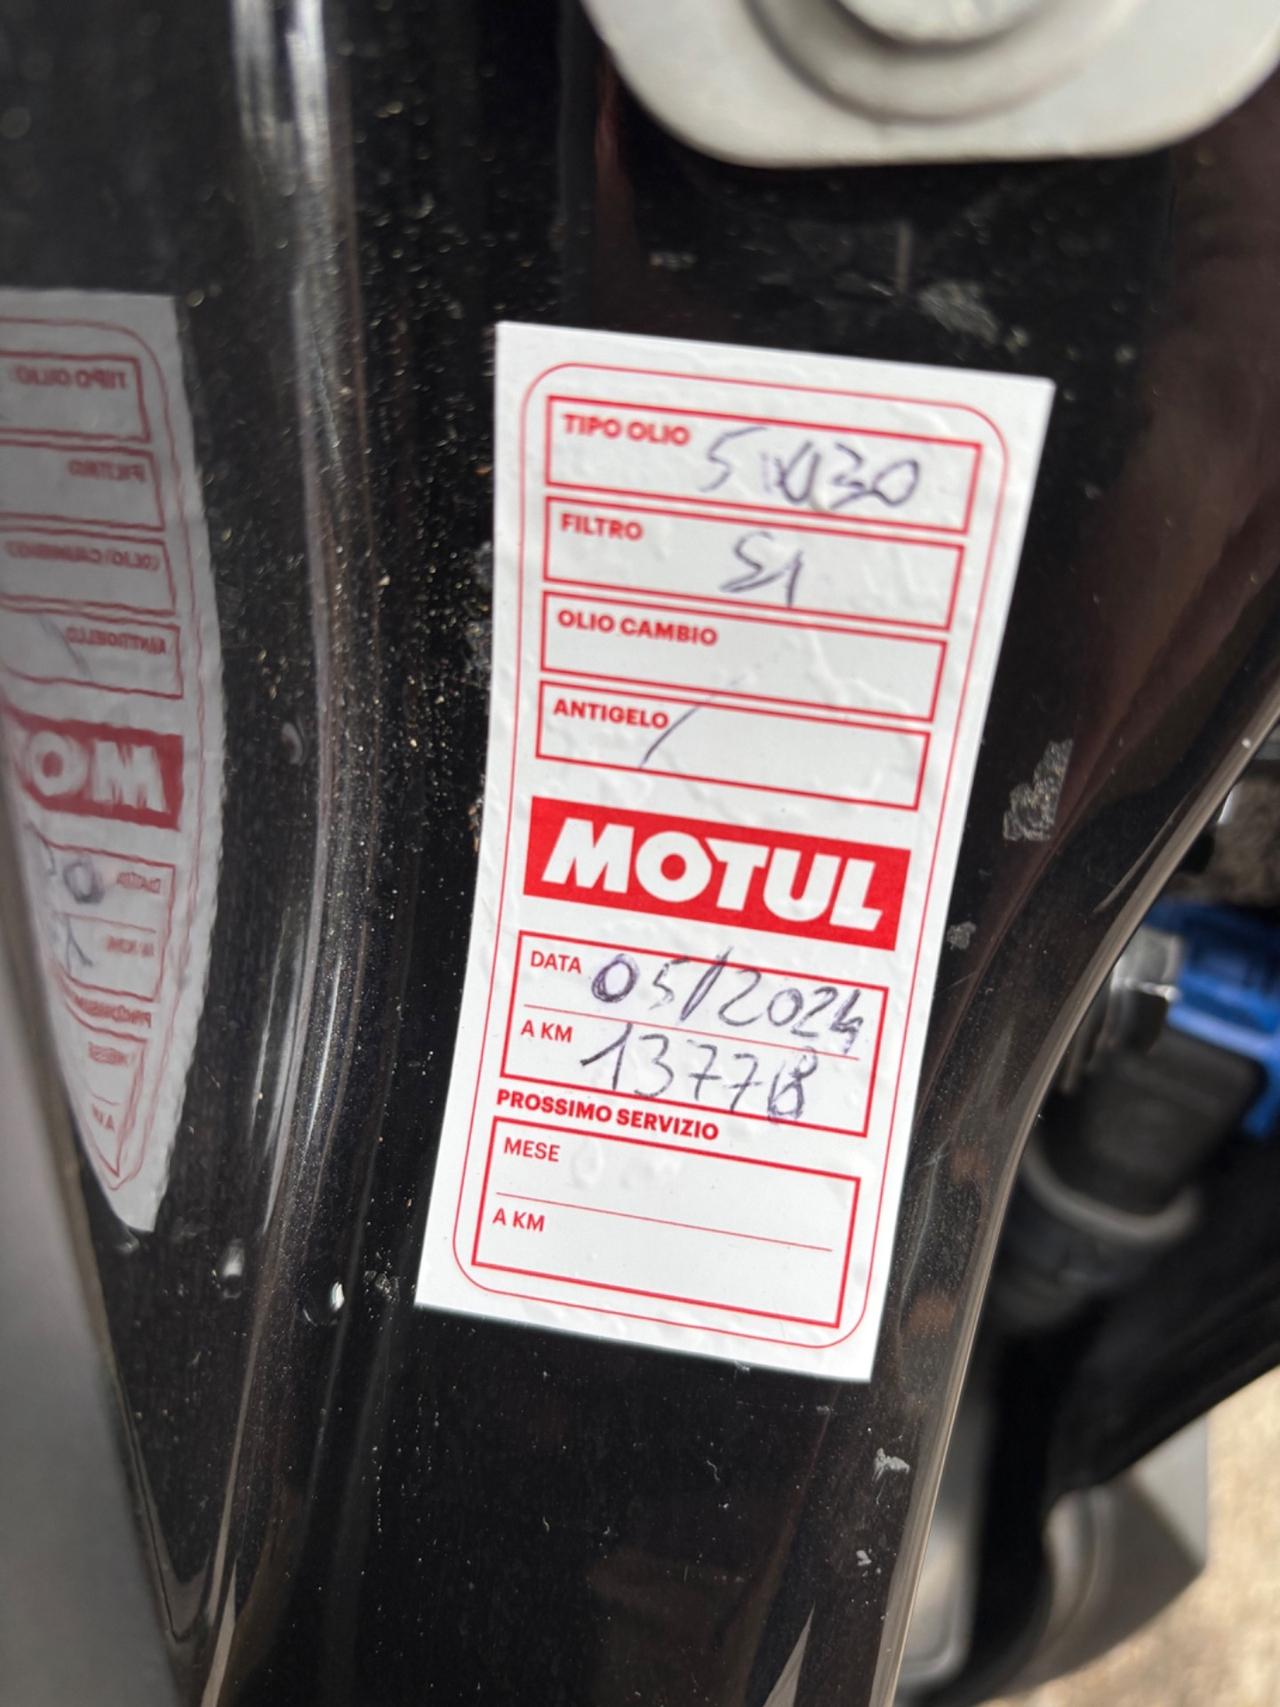 TIPO OLIO 5W30
FILTRO SI
OLIO CAMBIO
ANTIGELO /
MOTUL
DATA 05/2024
A KM 13778
PROSSIMO SERVIZIO
MESE
A KM